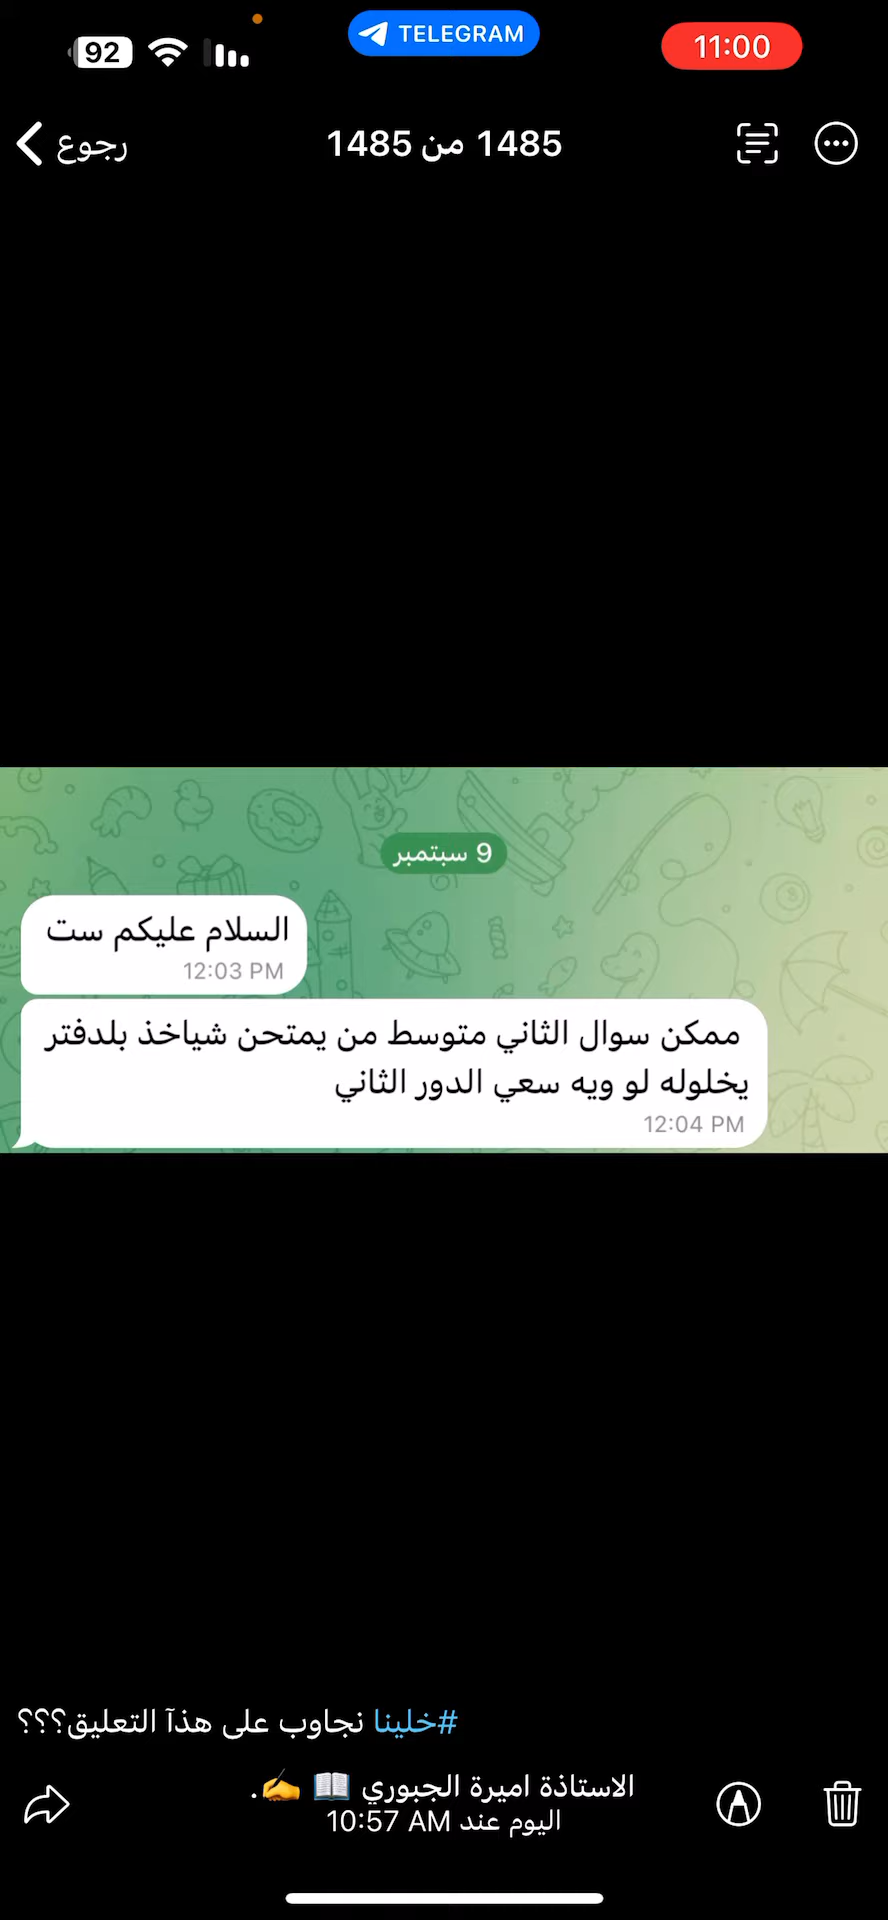 92
TELEGRAM
11:00
رجوع
1485 من 1485
9 سبتمبر
السلام عليكم ست
12:03 PM
ممكن سوال الثاني متوسط من يمتحن شياخذ بلدفتر
يخلوله لو ويه سعي الدور الثاني
12:04 PM
#خلينا نجاوب على هذآ التعليق؟؟؟
الاستاذة اميرة الجبوري 📖 ✍️.
اليوم عند 10:57 AM